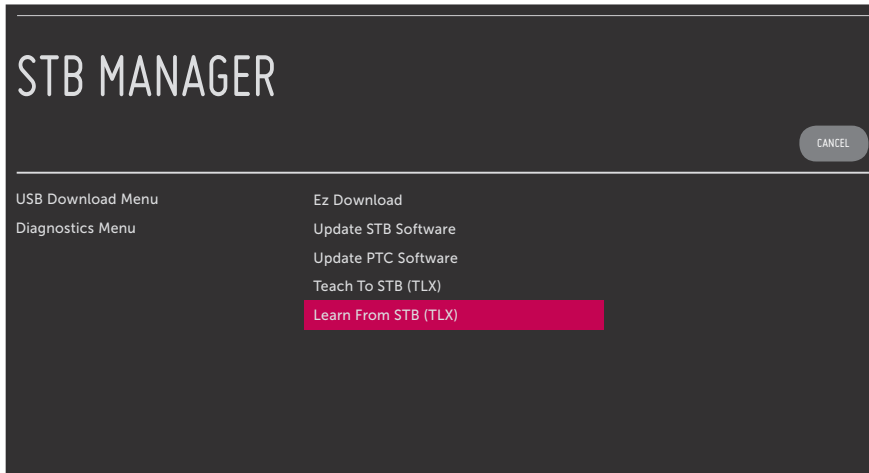 STB MANAGER
CANCEL
USB Download Menu
Diagnostics Menu
Ez Download
Update STB Software
Update PTC Software
Teach To STB (TLX)
Learn From STB (TLX)